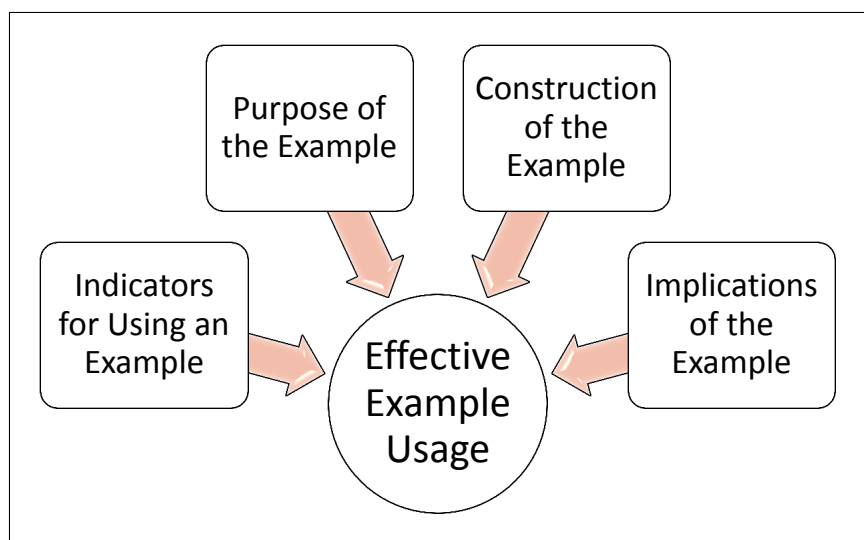 Purpose of
the Example
Construction
of the
Example
Indicators
for Using an
Example
Implications
of the
Example
Effective
Example
Usage